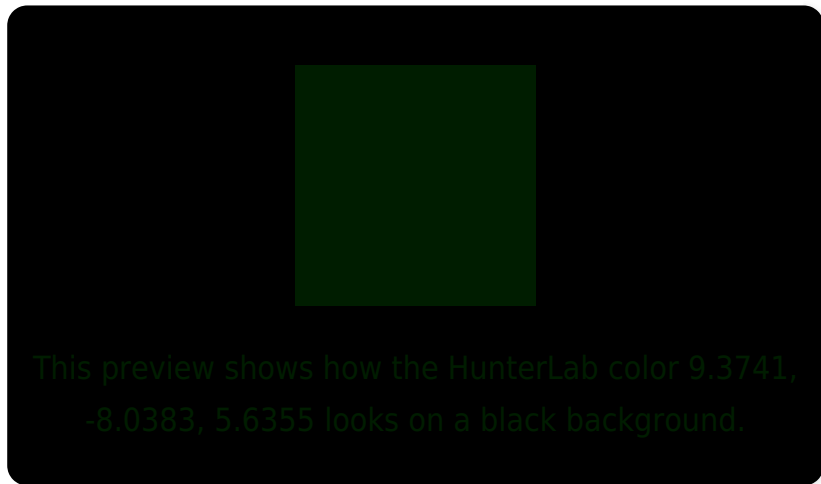 This preview shows how the HunterLab color 9.3741,
-8.0383, 5.6355 looks on a black background.